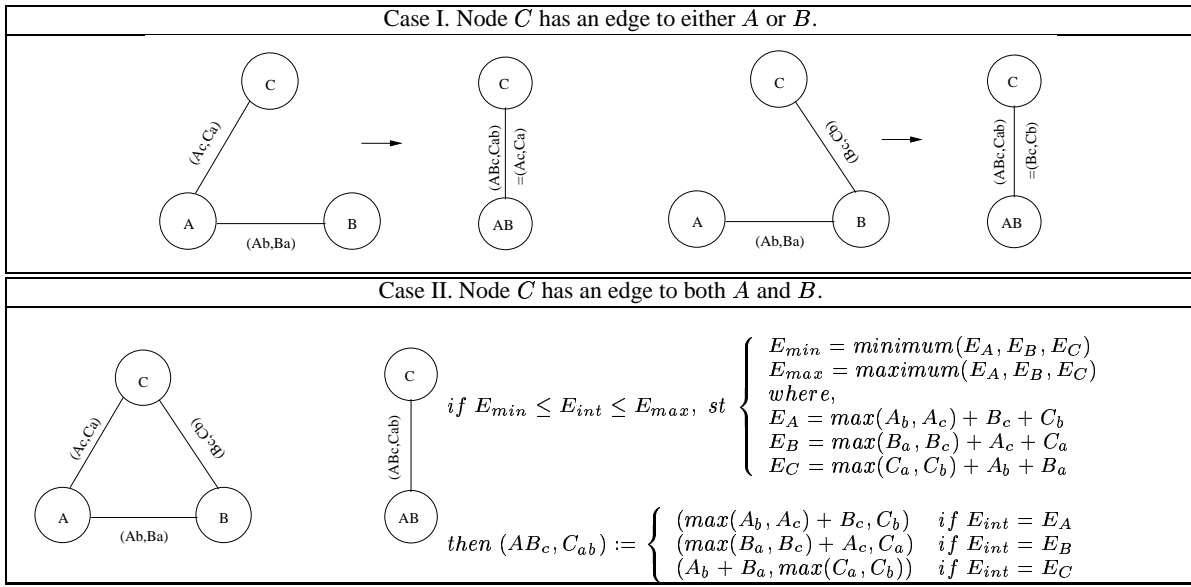 Case I. Node C has an edge to either A or B.
C
(Ac,Ca)
A
B
(Ab,Ba)
C
(ABc,Cab)
=(Ac,Ca)
AB
C
(Bc,Cb)
A
B
(Ab,Ba)
C
(ABc,Cab)
=(Bc,Cb)
AB
Case II. Node C has an edge to both A and B.
C
(Ac,Ca)
(Bc,Cb)
A
B
(Ab,Ba)
C
(ABc,Cab)
AB
if E_min ≤ E_int ≤ E_max, st
E_min = minimum(E_A, E_B, E_C)
E_max = maximum(E_A, E_B, E_C)
where,
E_A = max(A_b, A_c) + B_c + C_b
E_B = max(B_a, B_c) + A_c + C_a
E_C = max(C_a, C_b) + A_b + B_a
then (AB_c, C_ab) :=
(max(A_b, A_c) + B_c, C_b) if E_int = E_A
(max(B_a, B_c) + A_c, C_a) if E_int = E_B
(A_b + B_a, max(C_a, C_b)) if E_int = E_C